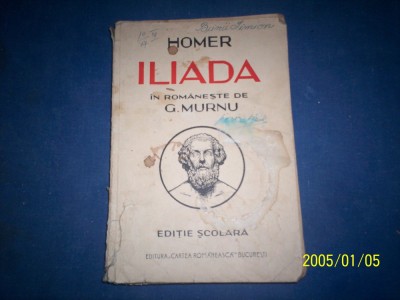 HOMER
ILIADA
ÎN ROMÂNEȘTE DE
G. MURNU
EDIȚIE ȘCOLARĂ
EDITURA „CARTEA ROMÂNEASCĂ” BUCUREȘTI
2005/01/05